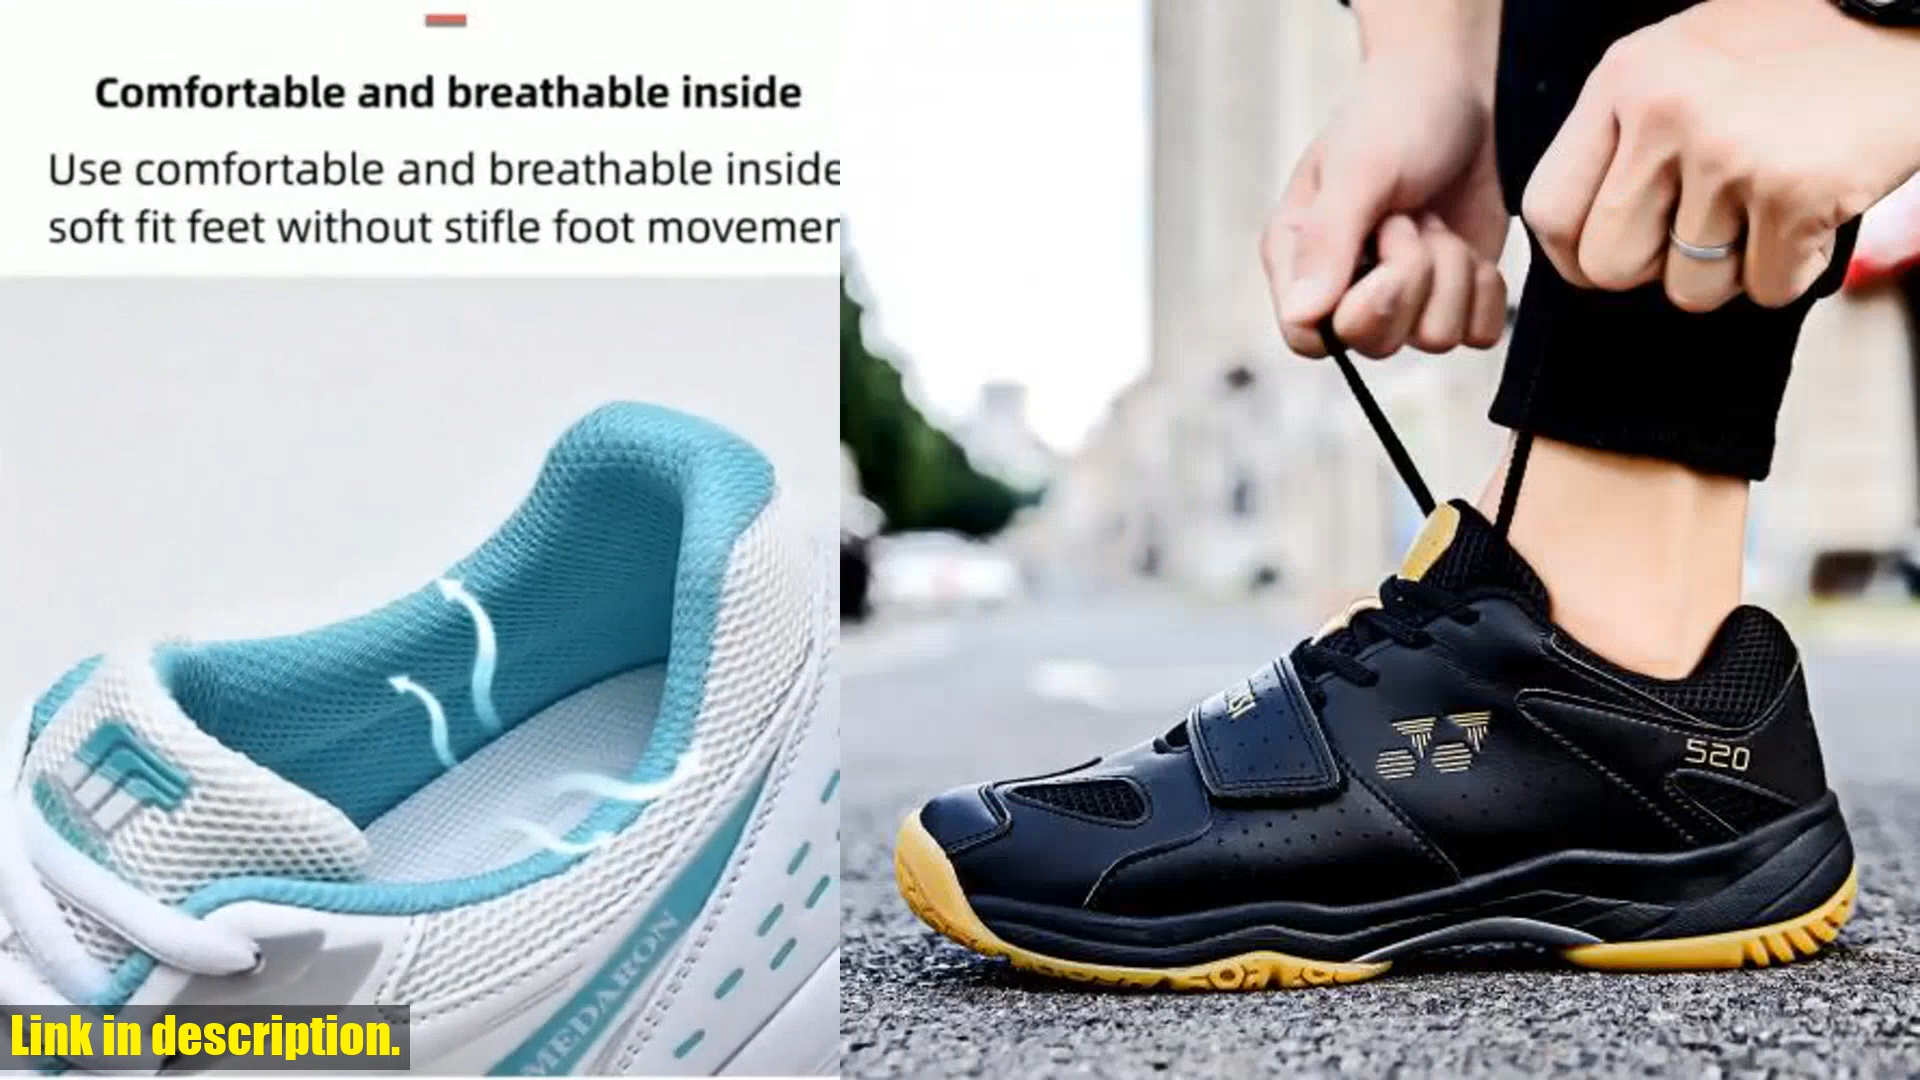 Comfortable and breathable inside
Use comfortable and breathable inside
soft fit feet without stifle foot movemen
MEDARON
520
Link in description.